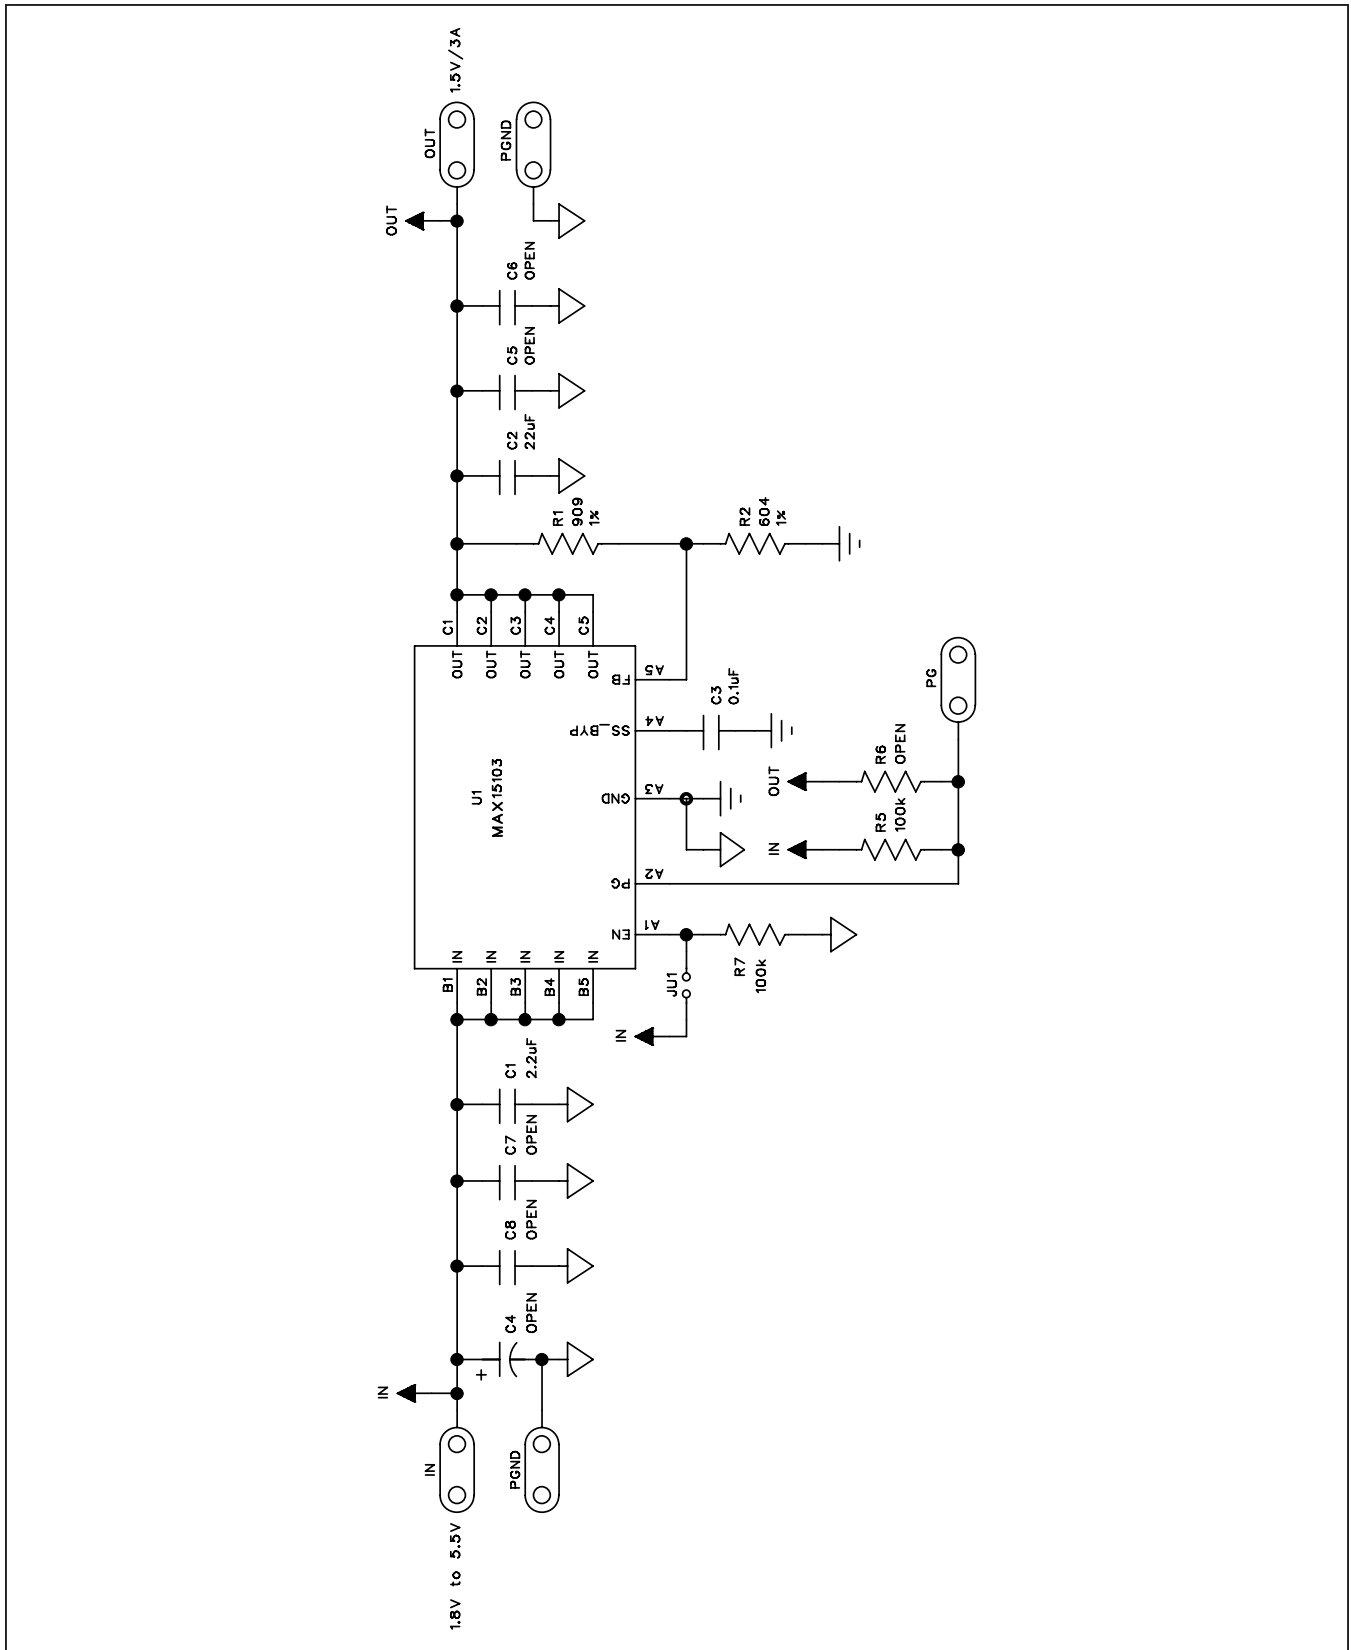 1.8V to 5.5V
IN
PGND
IN
+
C4
OPEN
C8
OPEN
C7
OPEN
C1
2.2uF
B1
B2
B3
B4
B5
IN
IN
IN
IN
IN
U1
MAX15103
EN
PG
GND
SS_BYP
FB
A1
A2
A3
A4
A5
OUT
OUT
OUT
OUT
OUT
C1
C2
C3
C4
C5
IN
JU1
R7
100k
IN
R5
100k
OUT
R6
OPEN
PG
C3
0.1uF
R1
909
1%
R2
604
1%
C2
22uF
C5
OPEN
C6
OPEN
OUT
OUT
PGND
1.5V/3A